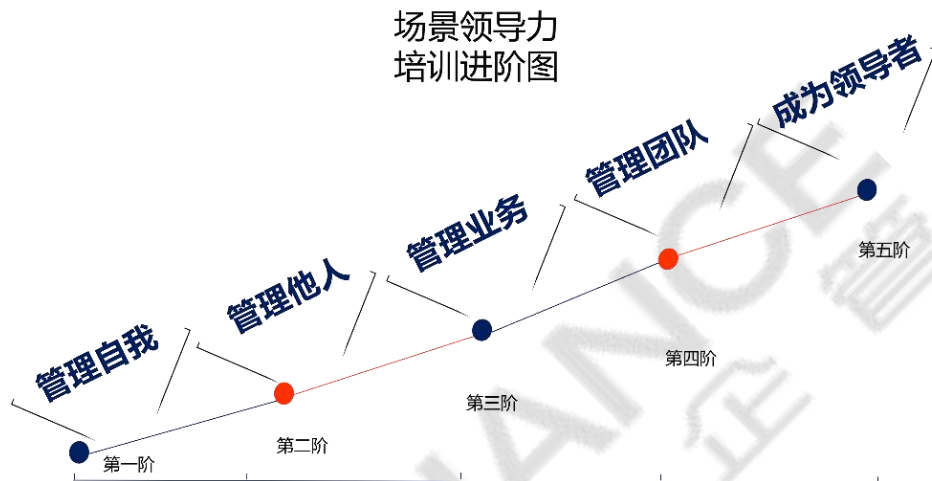 场景领导力
培训进阶图
成为领导者
管理团队
管理业务
管理他人
管理自我
第五阶
第四阶
第三阶
第二阶
第一阶
企 管